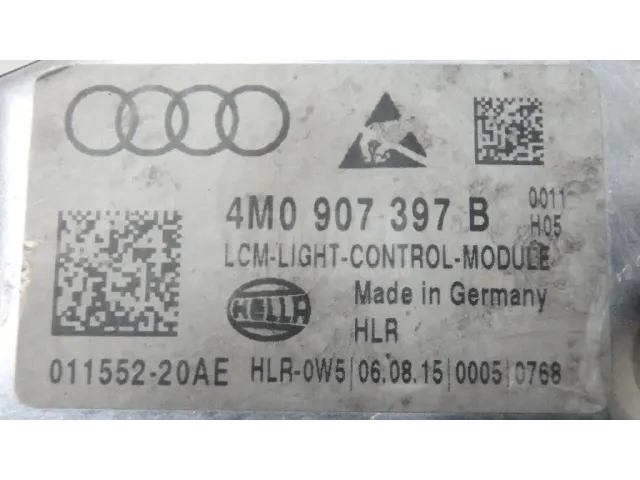 4M0 907 397 B
0011
H05
LCM-LIGHT-CONTROL-MODULE
HELLA
Made in Germany
HLR
011552-20AE HLR-0W5|06.08.15|0005|0768